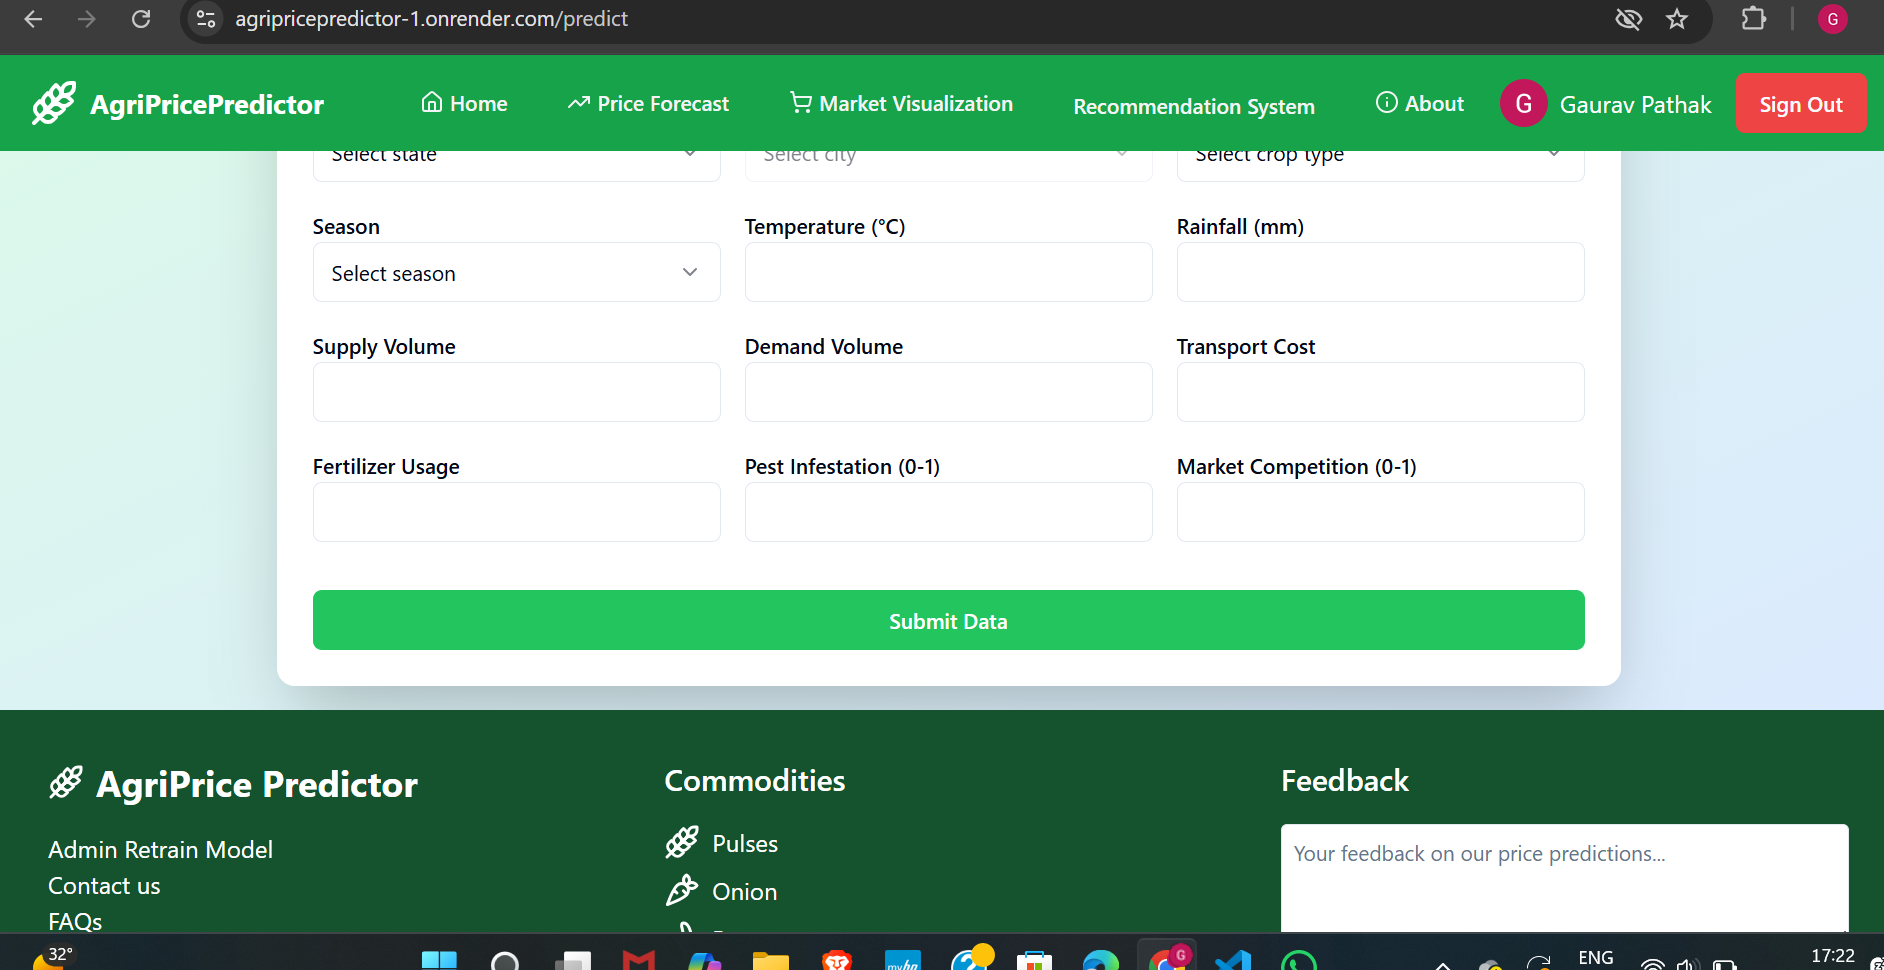 agripricepredictor-1.onrender.com/predict
G
AgriPricePredictor
Home
Price Forecast
Market Visualization
Recommendation System
About
G
Gaurav Pathak
Sign Out
Select state
Select city
Select crop type
Season
Temperature (°C)
Rainfall (mm)
Select season
Supply Volume
Demand Volume
Transport Cost
Fertilizer Usage
Pest Infestation (0-1)
Market Competition (0-1)
Submit Data
AgriPrice Predictor
Commodities
Feedback
Admin Retrain Model
Contact us
FAQs
Pulses
Onion
Your feedback on our price predictions...
32°
myhp
G
ENG
17:22